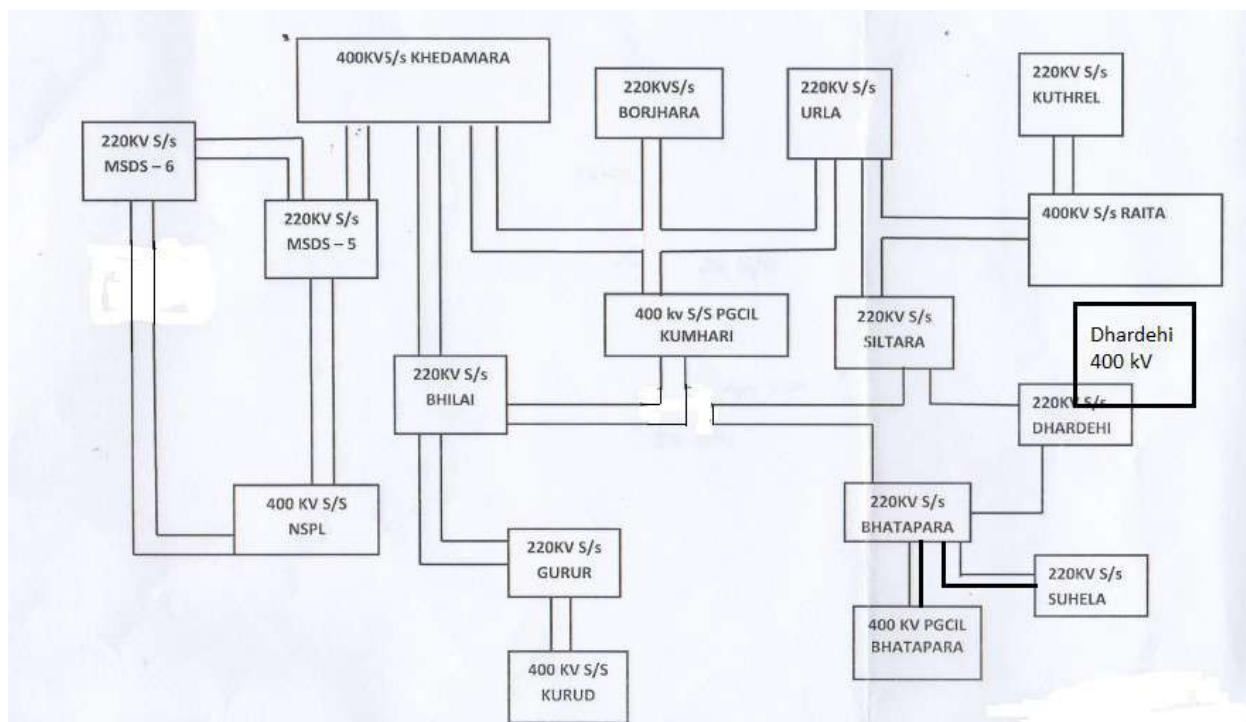 400KV5/s KHEDAMARA
220KVS/s
BORJHARA
220KV S/s
URLA
220KV S/s
KUTHREL
220KV S/s
MSDS – 6
220KV S/s
MSDS – 5
400KV S/s RAITA
400 kv S/S PGCIL
KUMHARI
220KV S/s
SILTARA
Dhardehi
400 kV
220KV S/s
BHILAI
220KV S/s
DHARDEHI
400 KV S/S
NSPL
220KV S/s
BHATAPARA
220KV S/s
GURUR
220KV S/s
SUHELA
400 KV PGCIL
BHATAPARA
400 KV S/S
KURUD